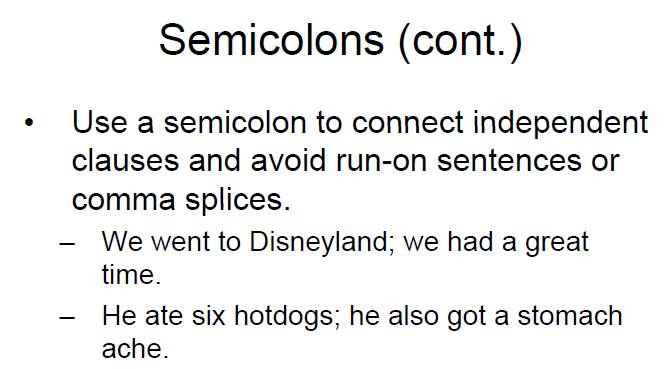 Semicolons (cont.)
• Use a semicolon to connect independent
clauses and avoid run-on sentences or
comma splices.
– We went to Disneyland; we had a great
time.
– He ate six hotdogs; he also got a stomach
ache.